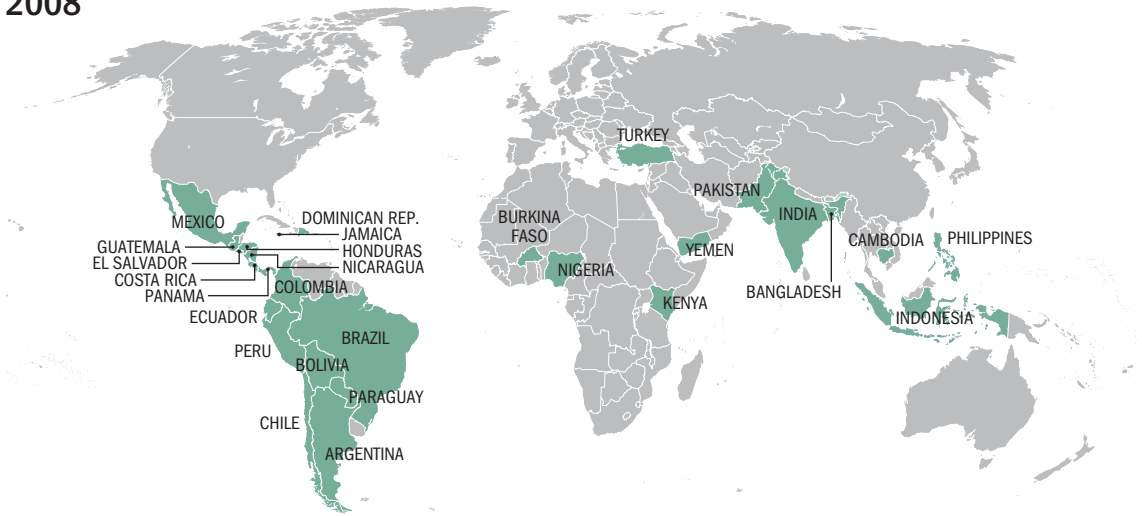 2008
TURKEY
PAKISTAN
INDIA
MEXICO
DOMINICAN REP.
JAMAICA
BURKINA
FASO
GUATEMALA
HONDURAS
EL SALVADOR
NICARAGUA
YEMEN
CAMBODIA
PHILIPPINES
COSTA RICA
COLOMBIA
NIGERIA
PANAMA
BANGLADESH
KENYA
ECUADOR
INDONESIA
BRAZIL
PERU
BOLIVIA
PARAGUAY
CHILE
ARGENTINA